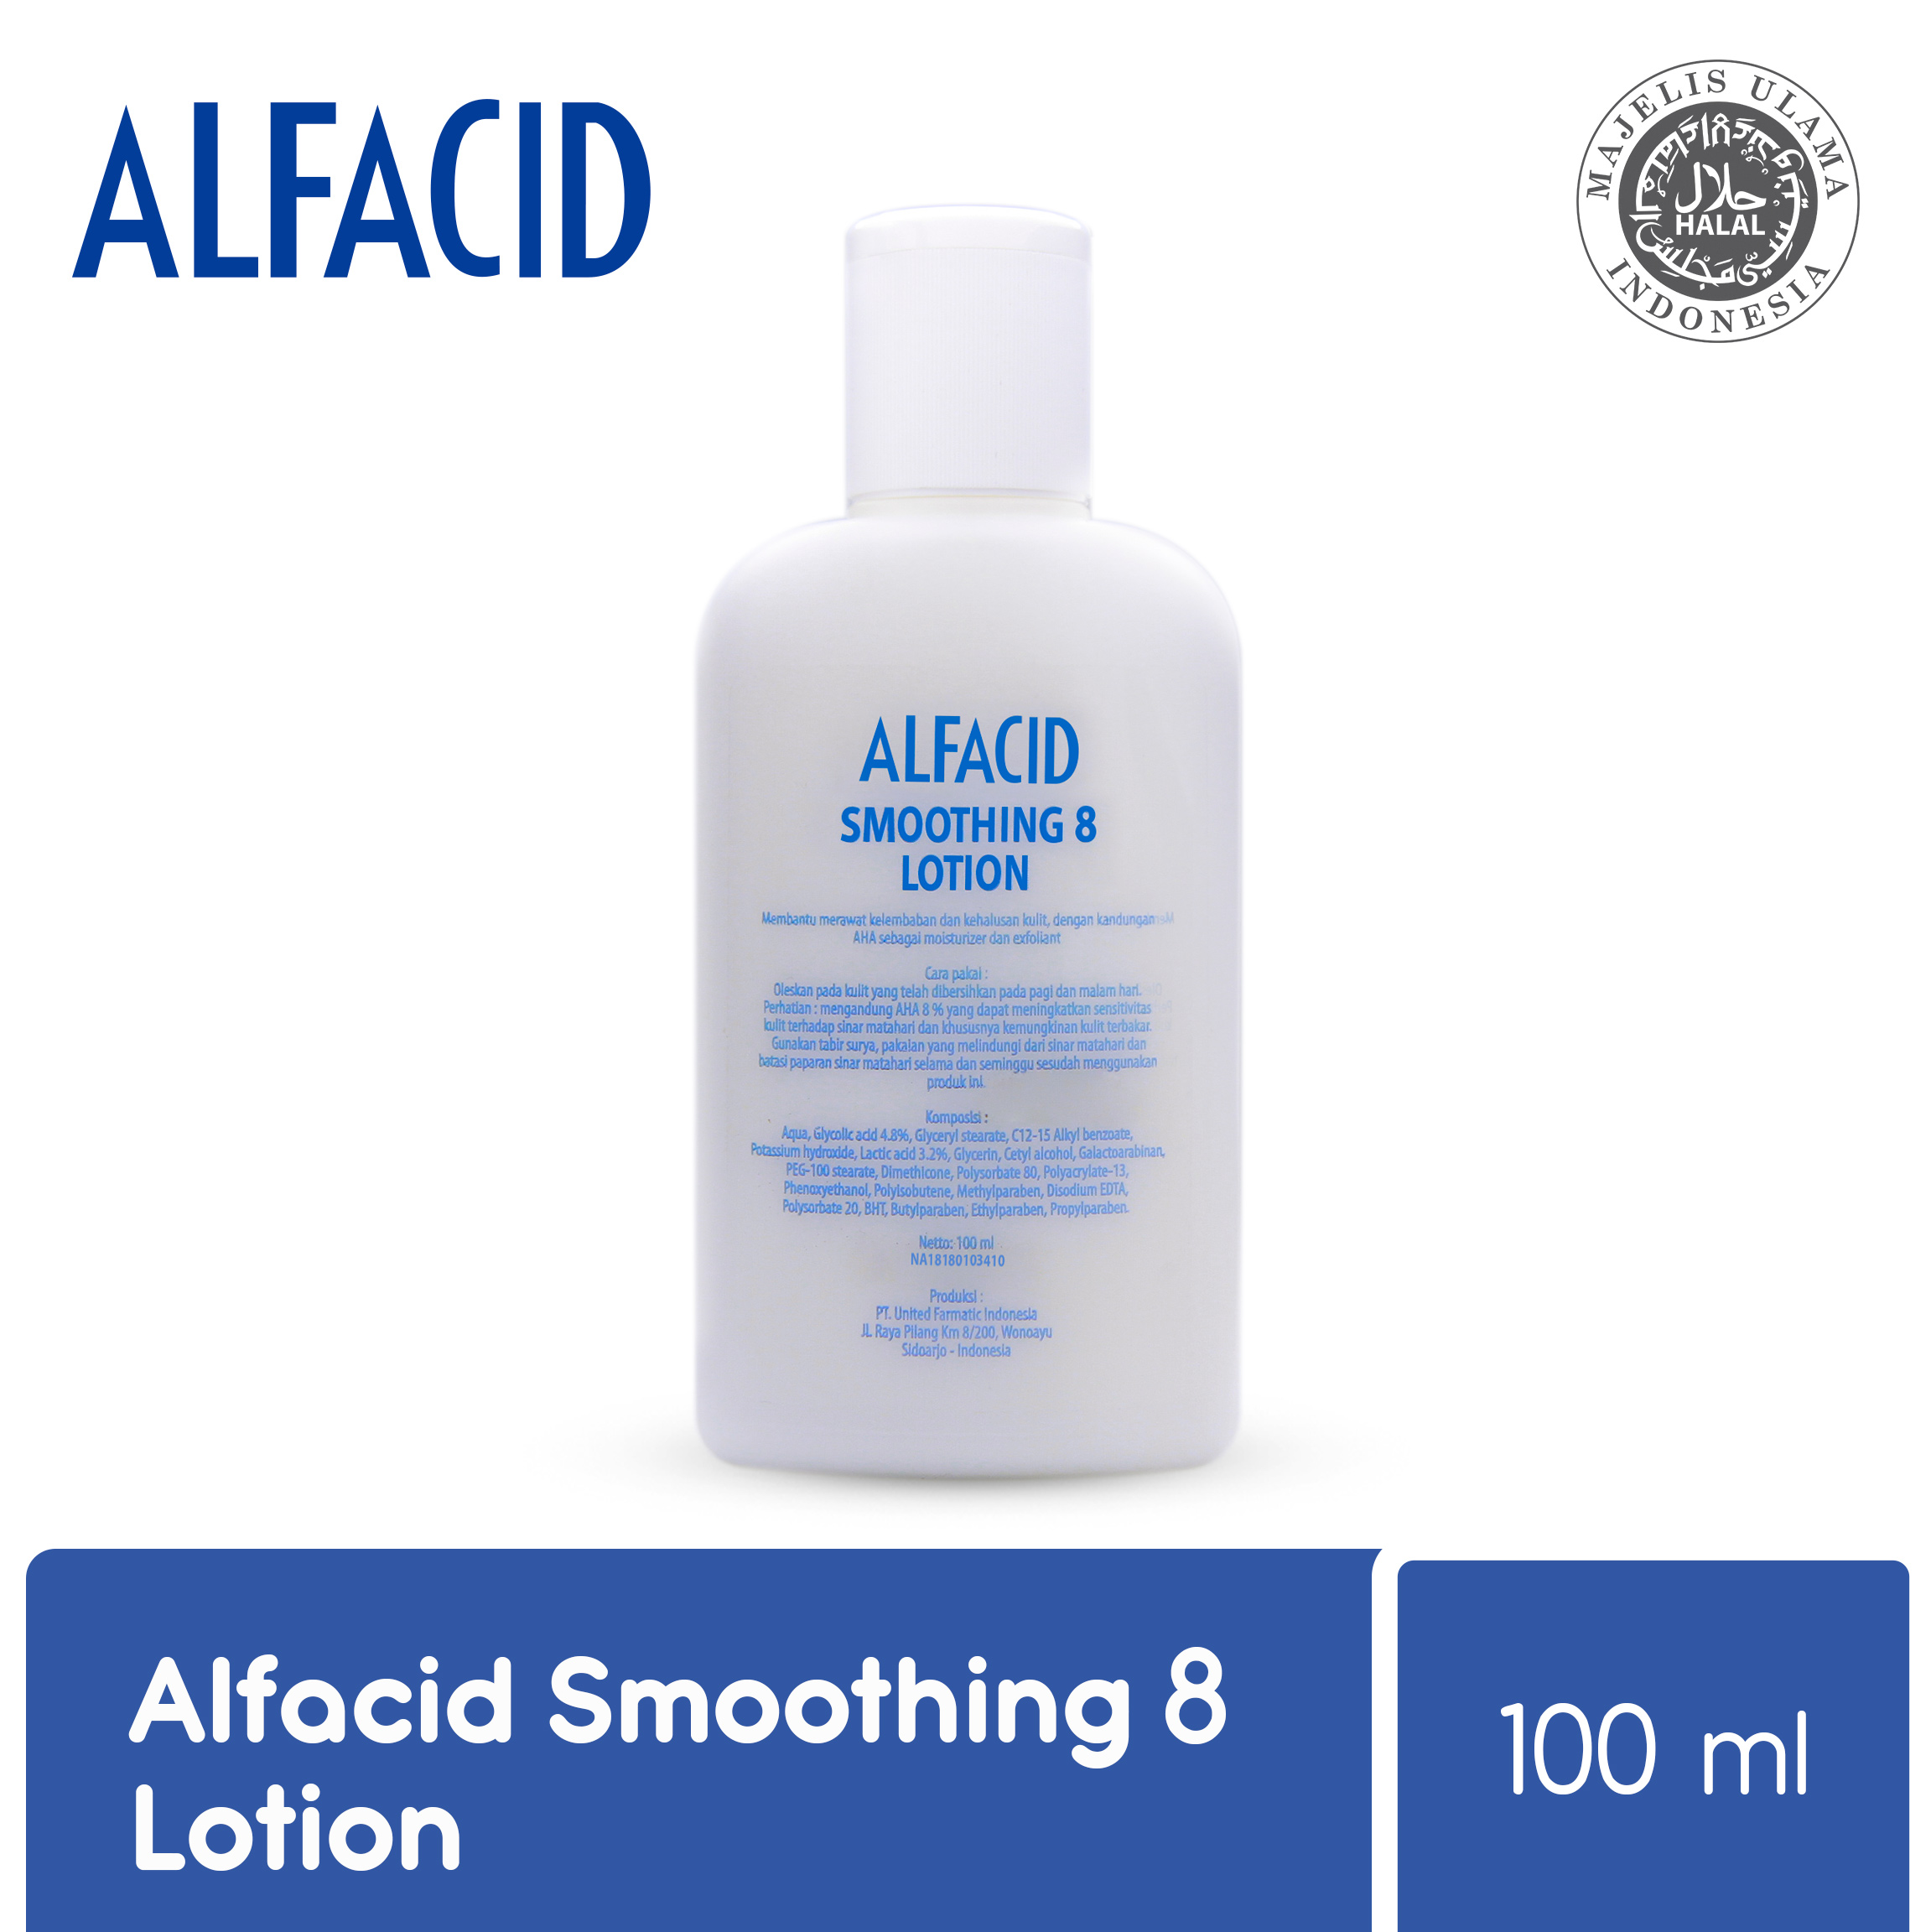 ALFACID
MAJELIS ULAMA
حلال
HALAL
INDONESIA
ALFACID
SMOOTHING 8
LOTION
Membantu merawat kelembaban dan kehalusan kulit, dengan kandungan
AHA sebagai moisturizer dan exfoliant
Cara pakai :
Oleskan pada kulit yang telah dibersihkan pada pagi dan malam hari.
Perhatian : mengandung AHA 8 % yang dapat meningkatkan sensitivitas
kulit terhadap sinar matahari dan khususnya kemungkinan kulit terbakar.
Gunakan tabir surya, pakaian yang melindungi dari sinar matahari dan
batasi paparan sinar matahari selama dan seminggu sesudah menggunakan
produk ini.
Komposisi :
Aqua, Glycolic acid 4.8%, Glyceryl stearate, C12-15 Alkyl benzoate,
Potassium hydroxide, Lactic acid 3.2%, Glycerin, Cetyl alcohol, Galactoarabinan,
PEG-100 stearate, Dimethicone, Polysorbate 80, Polyacrylate-13,
Phenoxyethanol, Polyisobutene, Methylparaben, Disodium EDTA,
Polysorbate 20, BHT, Butylparaben, Ethylparaben, Propylparaben.
Netto: 100 ml
NA18180103410
Produksi :
PT. United Farmatic Indonesia
JL. Raya Pilang Km 8/200, Wonoayu
Sidoarjo - Indonesia
Alfacid Smoothing 8
Lotion
100 ml